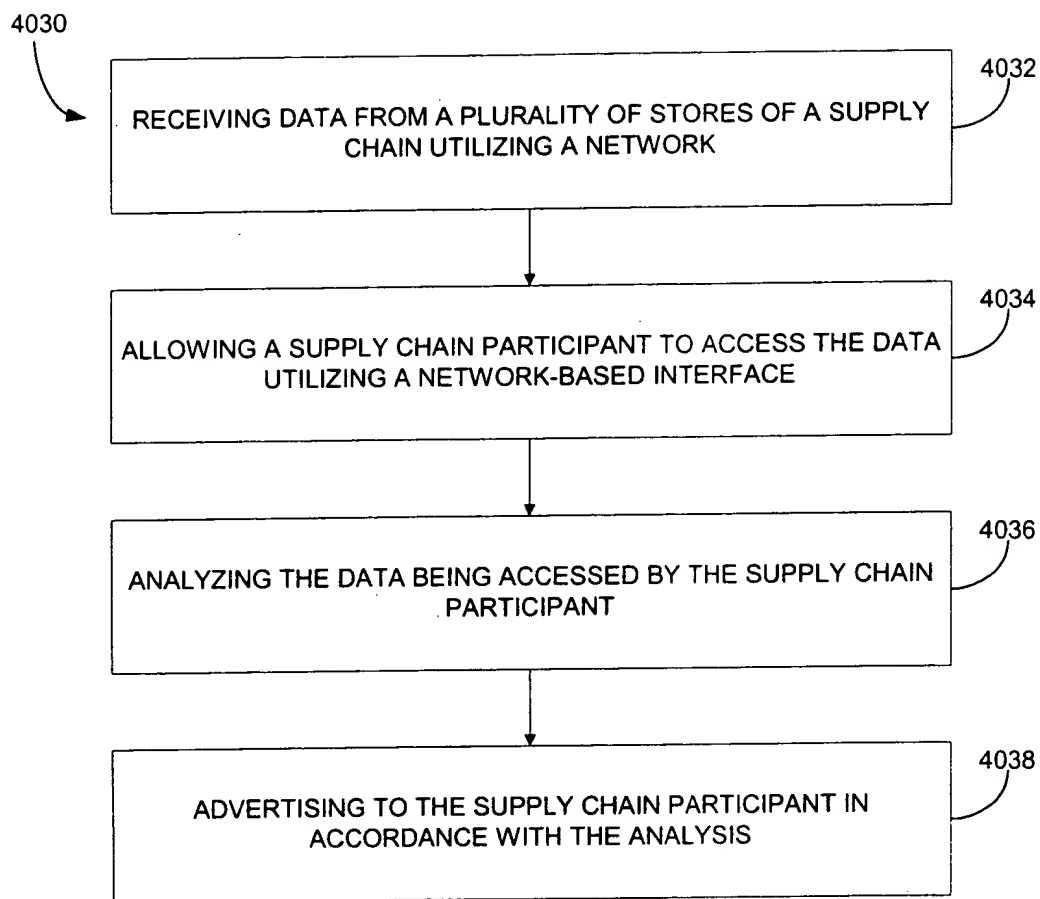 4030
4032
RECEIVING DATA FROM A PLURALITY OF STORES OF A SUPPLY
CHAIN UTILIZING A NETWORK
4034
ALLOWING A SUPPLY CHAIN PARTICIPANT TO ACCESS THE DATA
UTILIZING A NETWORK-BASED INTERFACE
4036
ANALYZING THE DATA BEING ACCESSED BY THE SUPPLY CHAIN
PARTICIPANT
4038
ADVERTISING TO THE SUPPLY CHAIN PARTICIPANT IN
ACCORDANCE WITH THE ANALYSIS